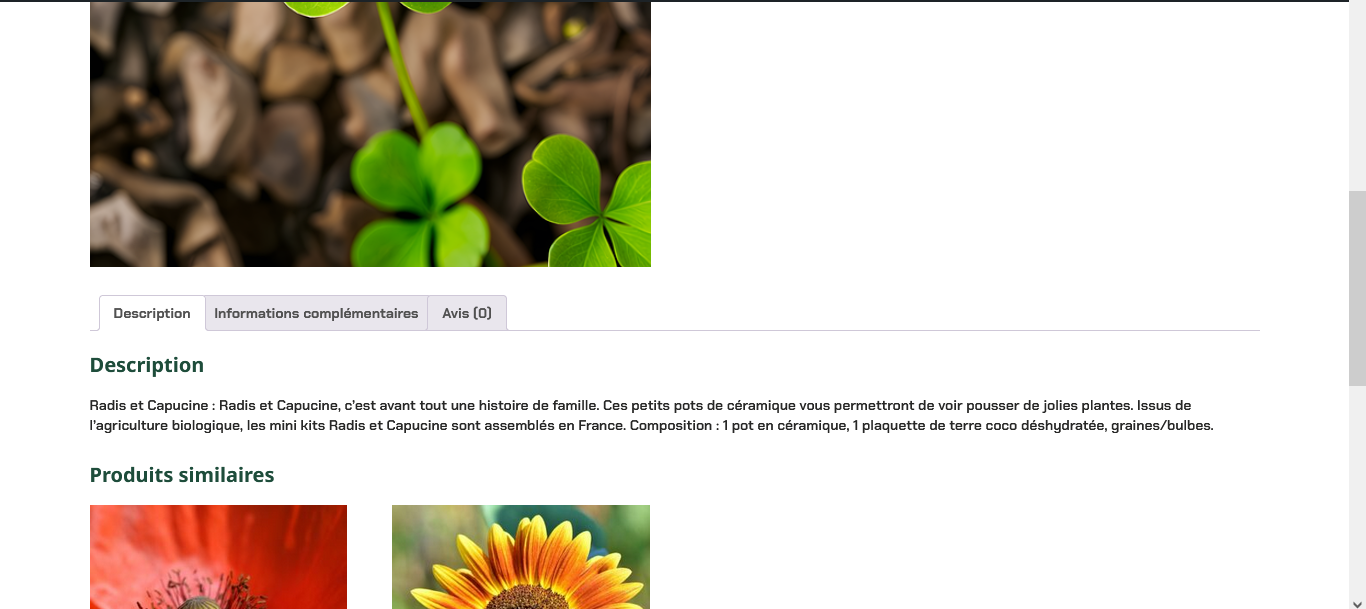 Description
Informations complémentaires
Avis (0)
Description
Radis et Capucine : Radis et Capucine, c'est avant tout une histoire de famille. Ces petits pots de céramique vous permettront de voir pousser de jolies plantes. Issus de
l'agriculture biologique, les mini kits Radis et Capucine sont assemblés en France. Composition : 1 pot en céramique, 1 plaquette de terre coco déshydratée, graines/bulbes.
Produits similaires